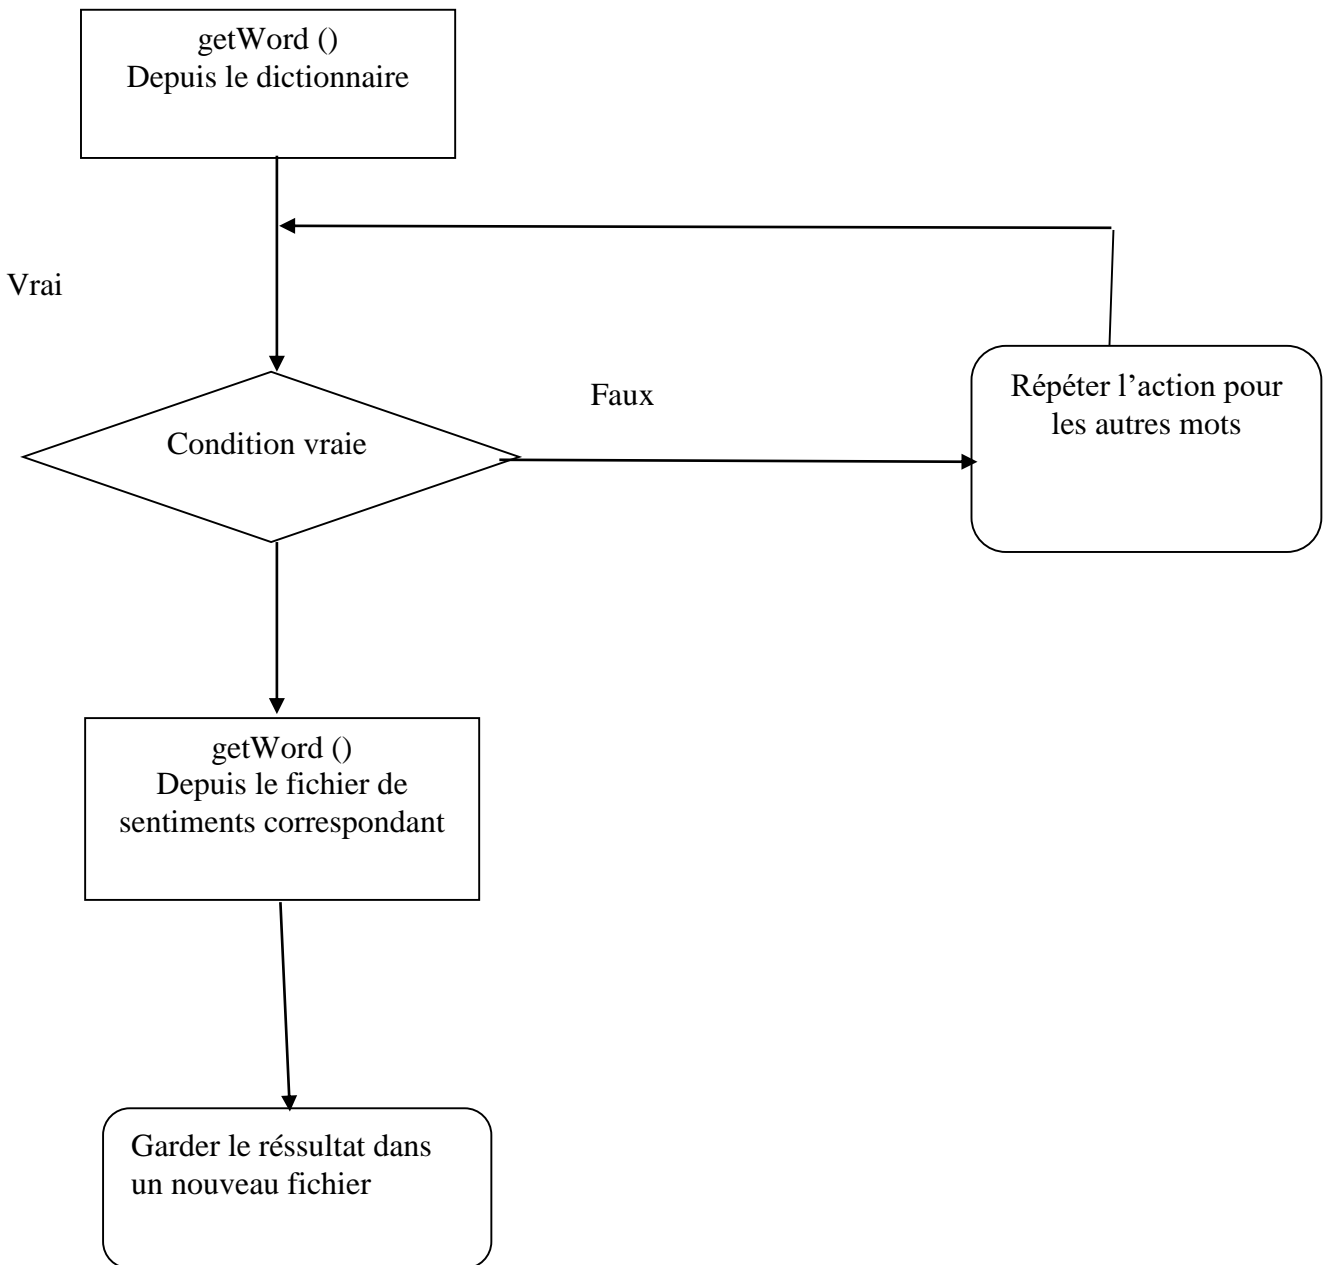 getWord ()
Depuis le dictionnaire
Vrai
Faux
Répéter l’action pour
les autres mots
Condition vraie
getWord ()
Depuis le fichier de
sentiments correspondant
Garder le réssultat dans
un nouveau fichier